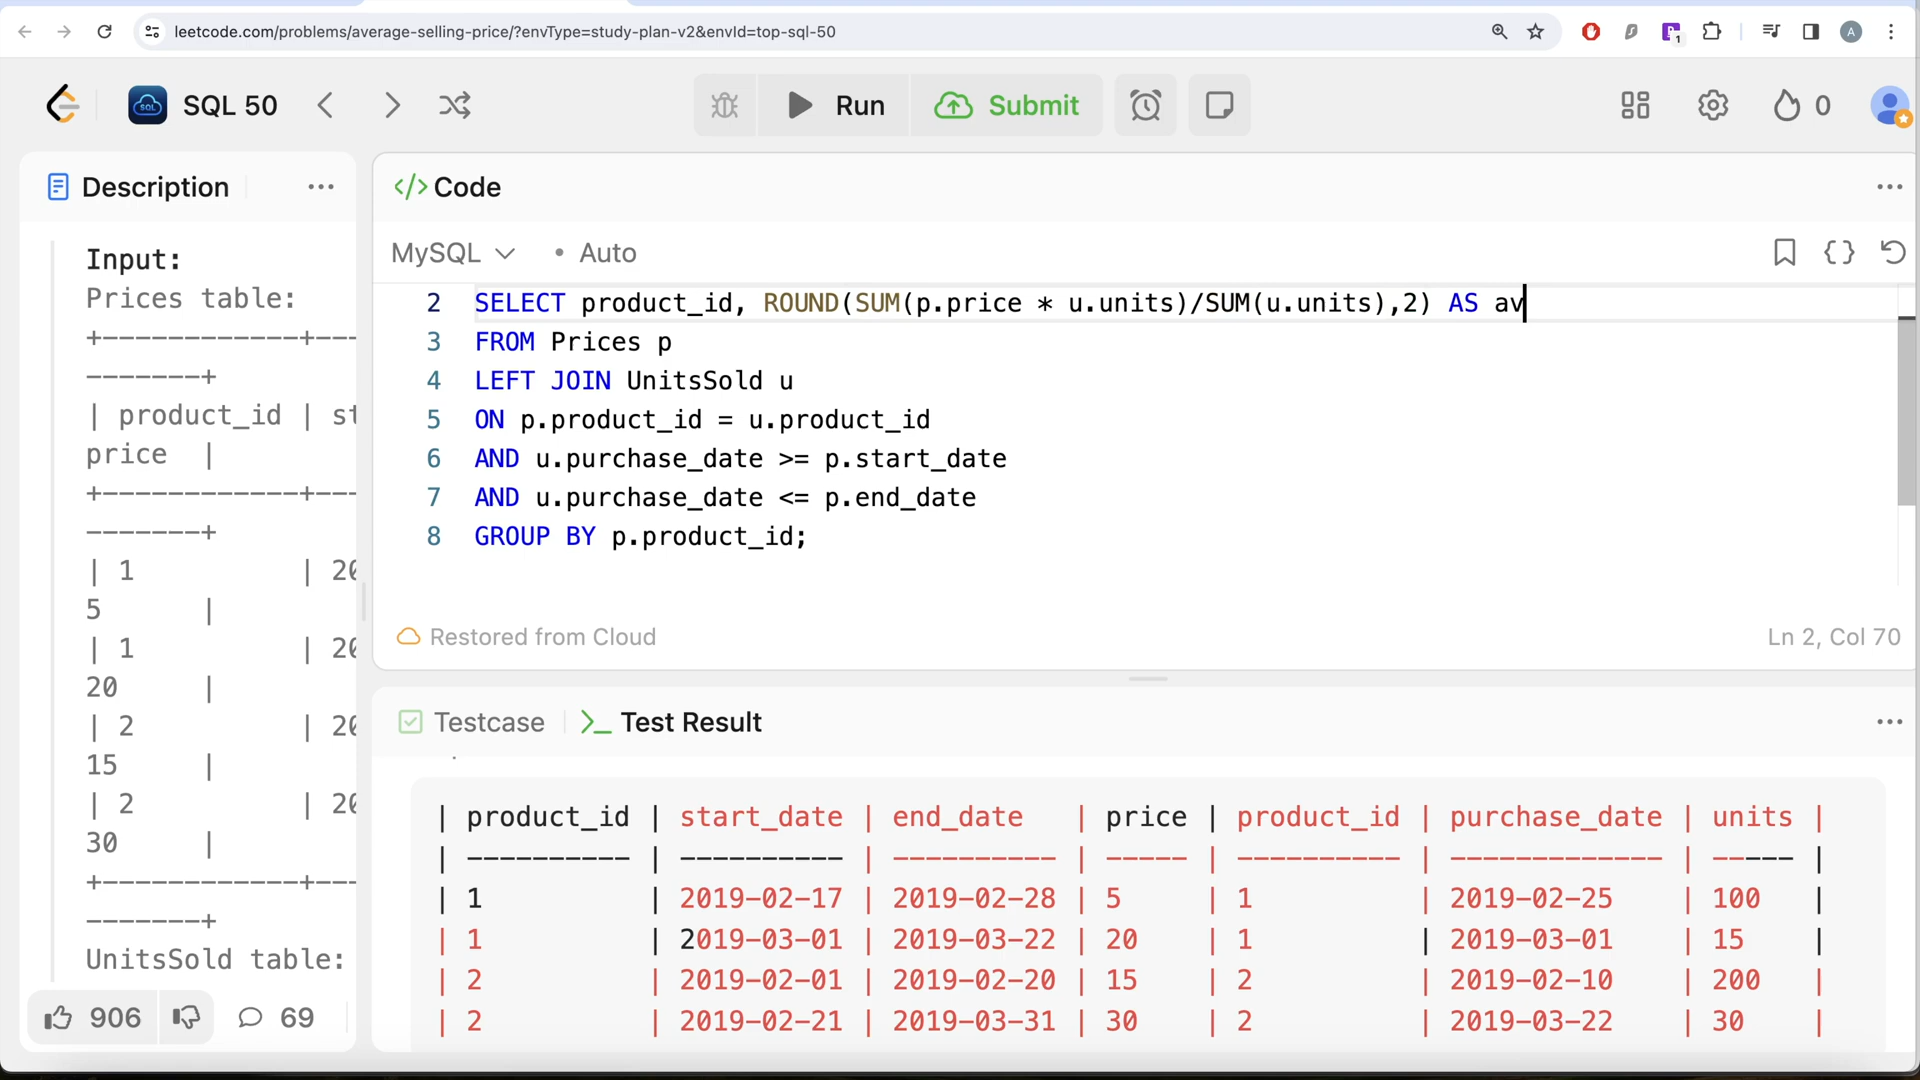 leetcode.com/problems/average-selling-price/?envType=study-plan-v2&envId=top-sql-50
1
A
SQL
SQL 50
Run
Submit
0
Description
Input:
Prices table:
+------------+---
-------+
| product_id | st
price  |
+------------+---
-------+
| 1          | 20
5      |
| 1          | 20
20     |
| 2          | 20
15     |
| 2          | 20
30     |
+------------+---
-------+
UnitsSold table:
906
69
</> Code
MySQL
• Auto
2 SELECT product_id, ROUND(SUM(p.price * u.units)/SUM(u.units),2) AS av
3 FROM Prices p
4 LEFT JOIN UnitsSold u
5 ON p.product_id = u.product_id
6 AND u.purchase_date >= p.start_date
7 AND u.purchase_date <= p.end_date
8 GROUP BY p.product_id;
Restored from Cloud
Ln 2, Col 70
Testcase
>_ Test Result
| product_id | start_date | end_date   | price | product_id | purchase_date | units |
| ---------- | ---------- | ---------- | ----- | ---------- | ------------- | ----- |
| 1          | 2019-02-17 | 2019-02-28 | 5     | 1          | 2019-02-25    | 100   |
| 1          | 2019-03-01 | 2019-03-22 | 20    | 1          | 2019-03-01    | 15    |
| 2          | 2019-02-01 | 2019-02-20 | 15    | 2          | 2019-02-10    | 200   |
| 2          | 2019-02-21 | 2019-03-31 | 30    | 2          | 2019-03-22    | 30    |